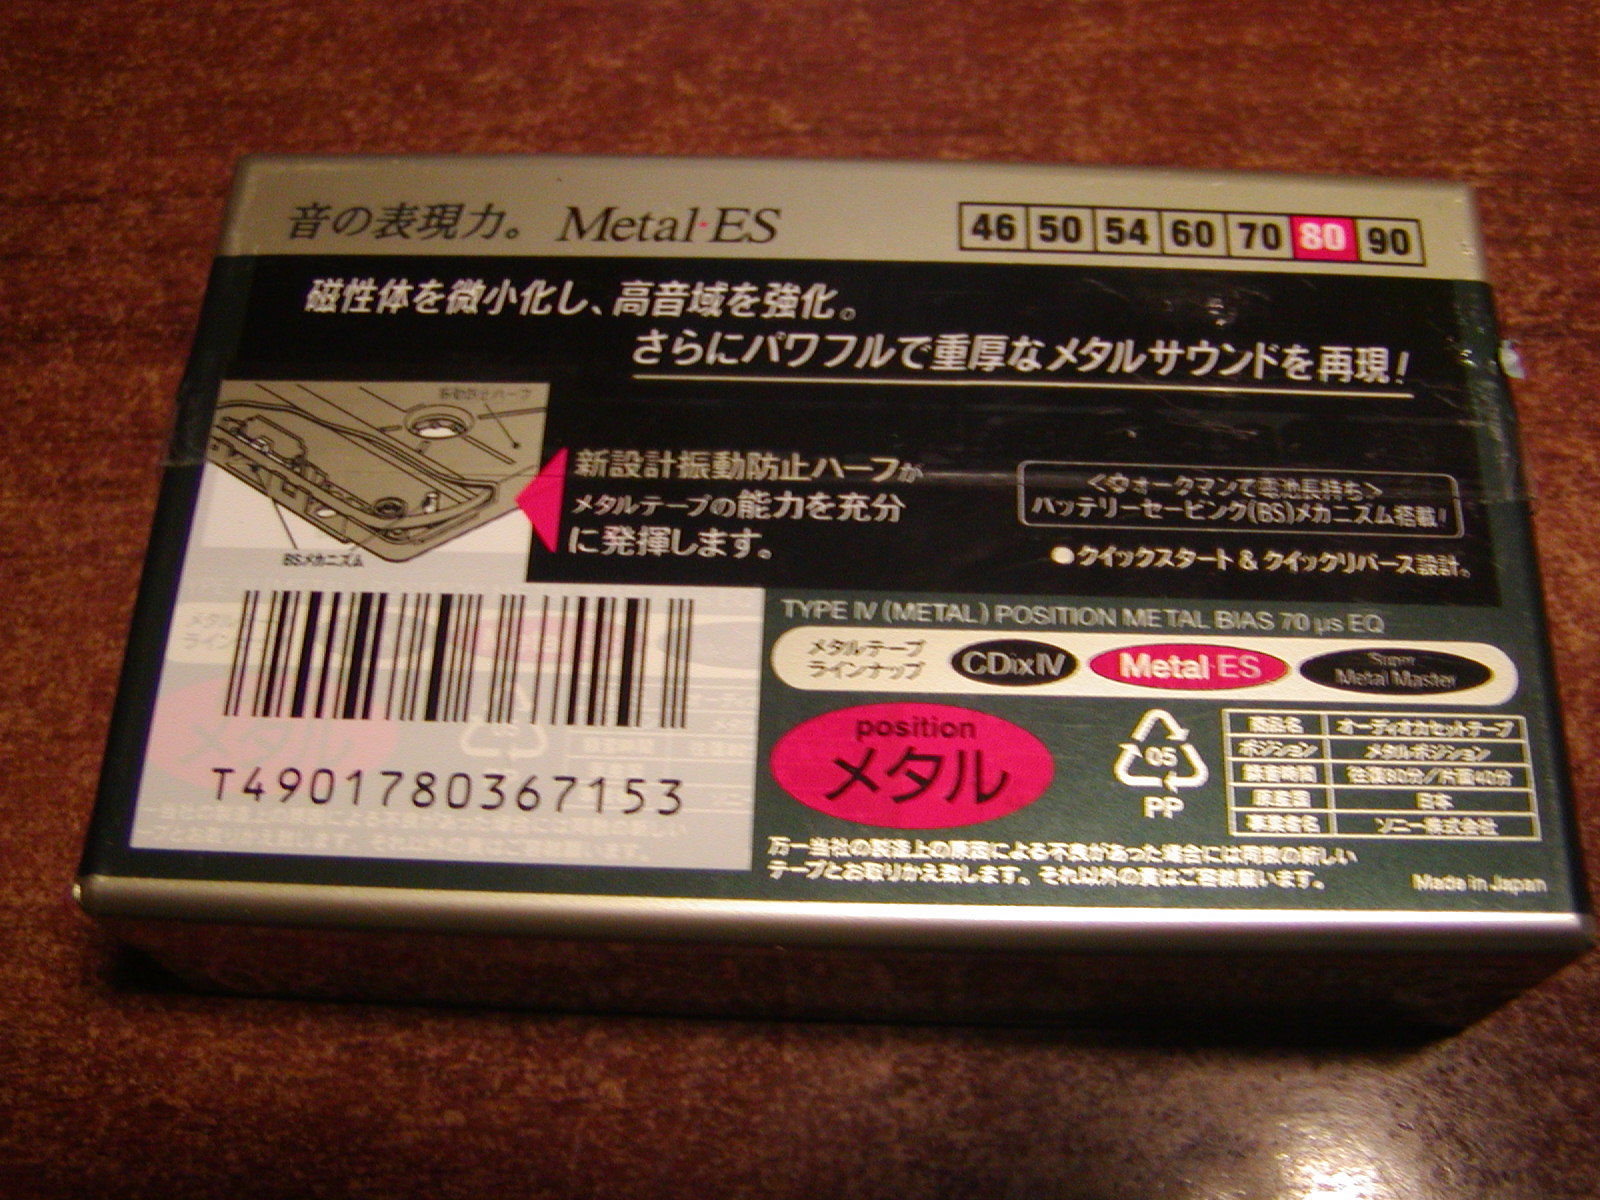 音の表現力。 Metal·ES 46 50 54 60 70 80 90
磁性体を微小化し、高音域を強化。
さらにパワフルで重厚なメタルサウンドを再現！
振動防止ハーフ
BSメカニズム
新設計振動防止ハーフが
メタルテープの能力を充分
に発揮します。
＜ウォークマンで電池長持ち＞
バッテリーセービング(BS)メカニズム搭載！
●クイックスタート & クイックリバース設計。
T4901780367153
TYPE IV (METAL) POSITION METAL BIAS 70 μs EQ
メタルテープ
ラインナップ
CDixIV Metal·ES Super Metal Master
position
メタル
05
PP
商品名 オーディオカセットテープ
ポジション メタルポジション
録音時間 往復80分／片面40分
原産国 日本
事業者名 ソニー株式会社
万一当社の製造上の原因による不良があった場合には同数の新しい
テープとお取りかえ致します。それ以外の責はご容赦願います。
Made in Japan